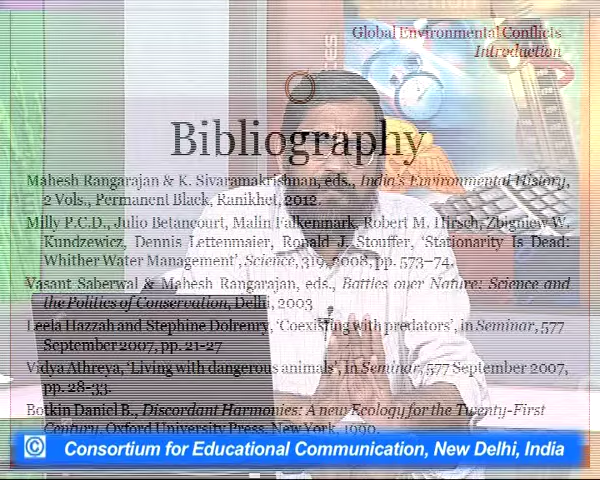 Global Environmental Conflicts
Introduction
Bibliography
Mahesh Rangarajan & K. Sivaramakrishnan, eds., India's Environmental History,
2 Vols., Permanent Black, Ranikhet, 2012.
Milly P.C.D., Julio Betancourt, Malin Falkenmark, Robert M. Hirsch, Zbigniew W.
Kundzewicz, Dennis Lettenmaier, Ronald J. Stouffer, 'Stationarity Is Dead:
Whither Water Management', Science, 319, 2008, pp. 573–74.
Vasant Saberwal & Mahesh Rangarajan, eds., Battles over Nature: Science and
the Politics of Conservation, Delhi, 2003
Leela Hazzah and Stephine Dolrenry, 'Coexisting with predators', in Seminar, 577
September 2007, pp. 21-27
Vidya Athreya, 'Living with dangerous animals', in Seminar, 577 September 2007,
pp. 28-33.
Botkin Daniel B., Discordant Harmonies: A new Ecology for the Twenty-First
Century, Oxford University Press, New York, 1990.
© Consortium for Educational Communication, New Delhi, India